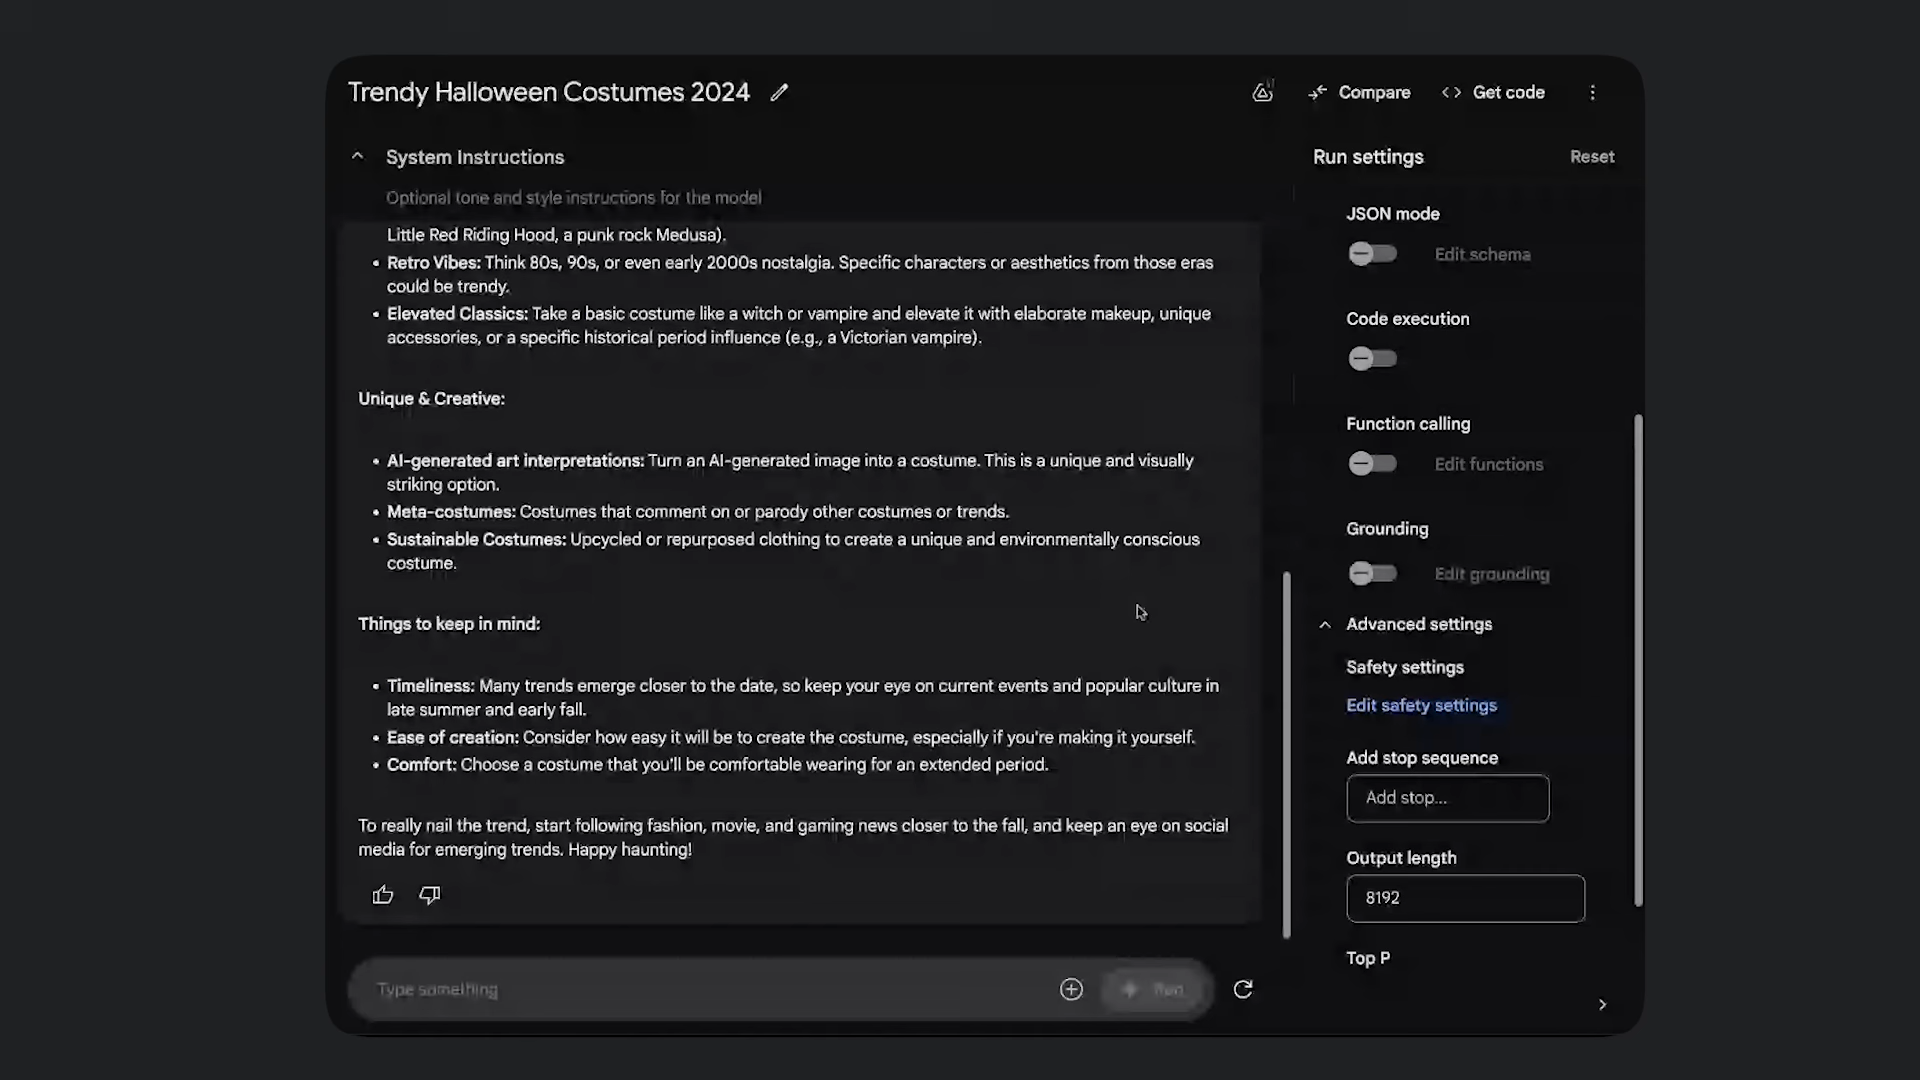 Trendy Halloween Costumes 2024
Compare
Get code
System Instructions
Optional tone and style instructions for the model
Little Red Riding Hood, a punk rock Medusa).
• Retro Vibes: Think 80s, 90s, or even early 2000s nostalgia. Specific characters or aesthetics from those eras
could be trendy.
• Elevated Classics: Take a basic costume like a witch or vampire and elevate it with elaborate makeup, unique
accessories, or a specific historical period influence (e.g., a Victorian vampire).
Unique & Creative:
• AI-generated art interpretations: Turn an AI-generated image into a costume. This is a unique and visually
striking option.
• Meta-costumes: Costumes that comment on or parody other costumes or trends.
• Sustainable Costumes: Upcycled or repurposed clothing to create a unique and environmentally conscious
costume.
Things to keep in mind:
• Timeliness: Many trends emerge closer to the date, so keep your eye on current events and popular culture in
late summer and early fall.
• Ease of creation: Consider how easy it will be to create the costume, especially if you're making it yourself.
• Comfort: Choose a costume that you'll be comfortable wearing for an extended period.
To really nail the trend, start following fashion, movie, and gaming news closer to the fall, and keep an eye on social
media for emerging trends. Happy haunting!
Type something
Run
Run settings
Reset
JSON mode
Edit schema
Code execution
Function calling
Edit functions
Grounding
Edit grounding
Advanced settings
Safety settings
Edit safety settings
Add stop sequence
Add stop...
Output length
8192
Top P